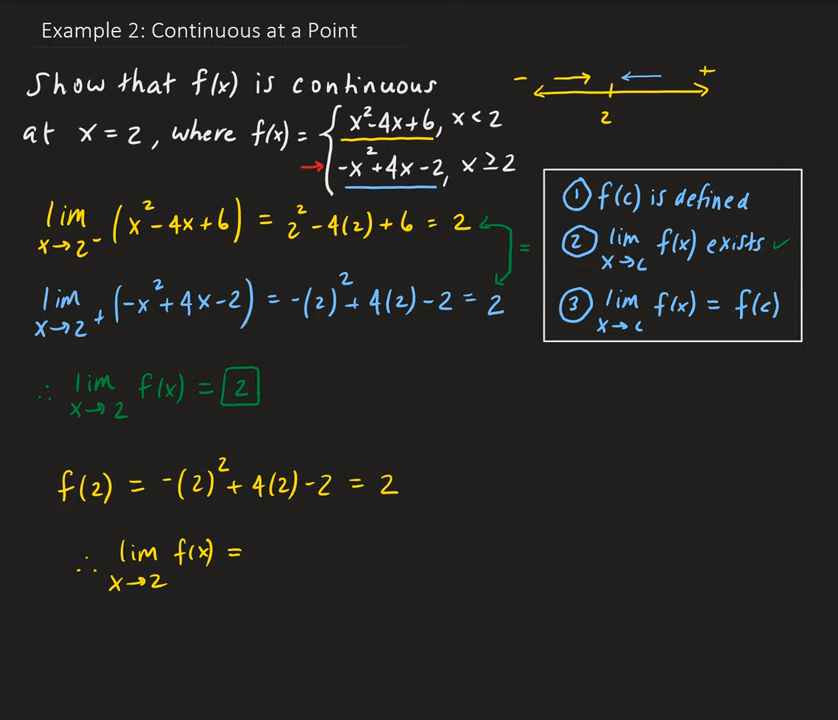 Example 2: Continuous at a Point
Show that f(x) is continuous
at x = 2, where f(x) = { x² - 4x + 6, x < 2
-x² + 4x - 2, x ≥ 2
- +
2
① f(c) is defined
② lim x→c f(x) exists ✓
③ lim x→c f(x) = f(c)
lim x→2⁻ (x² - 4x + 6) = 2² - 4(2) + 6 = 2
=
lim x→2⁺ (-x² + 4x - 2) = -(2)² + 4(2) - 2 = 2
∴ lim x→2 f(x) = 2
f(2) = -(2)² + 4(2) - 2 = 2
∴ lim x→2 f(x) =